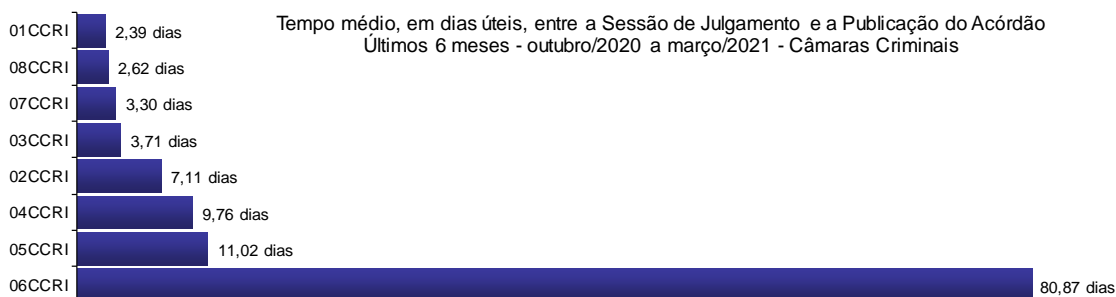 Tempo médio, em dias úteis, entre a Sessão de Julgamento e a Publicação do Acórdão
Últimos 6 meses - outubro/2020 a março/2021 - Câmaras Criminais
01CCRI 2,39 dias
08CCRI 2,62 dias
07CCRI 3,30 dias
03CCRI 3,71 dias
02CCRI 7,11 dias
04CCRI 9,76 dias
05CCRI 11,02 dias
06CCRI 80,87 dias